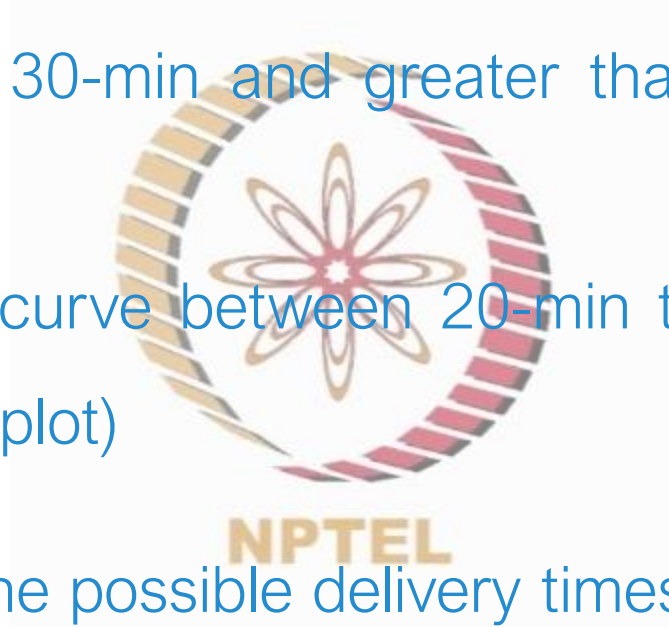 30-min and greater tha
curve between 20-min t
plot)
NPTEL
ne possible delivery times